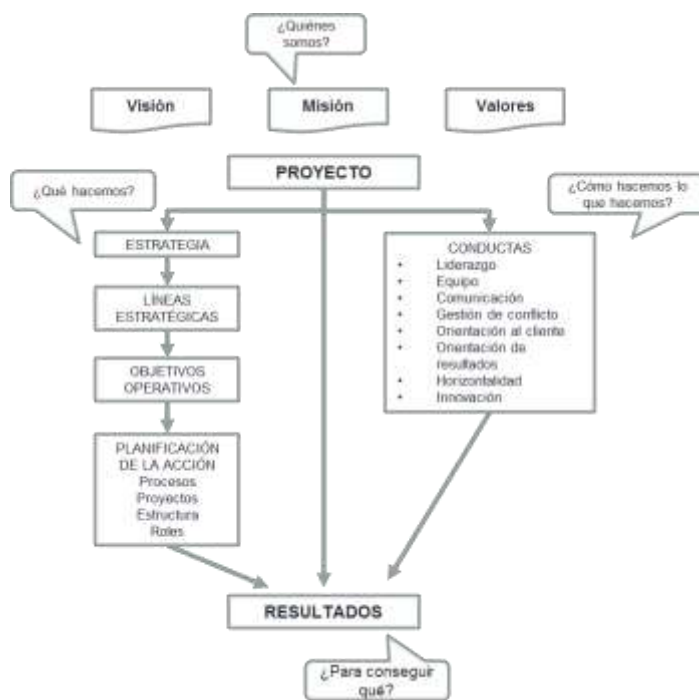 ¿Quiénes
somos?
Visión
Misión
Valores
PROYECTO
¿Qué hacemos?
¿Cómo hacemos lo
que hacemos?
ESTRATEGIA
LÍNEAS
ESTRATÉGICAS
OBJETIVOS
OPERATIVOS
PLANIFICACIÓN
DE LA ACCIÓN
Procesos
Proyectos
Estructura
Roles
CONDUCTAS
• Liderazgo
• Equipo
• Comunicación
• Gestión de conflicto
• Orientación al cliente
• Orientación de
resultados
• Horizontalidad
• Innovación
RESULTADOS
¿Para conseguir
qué?